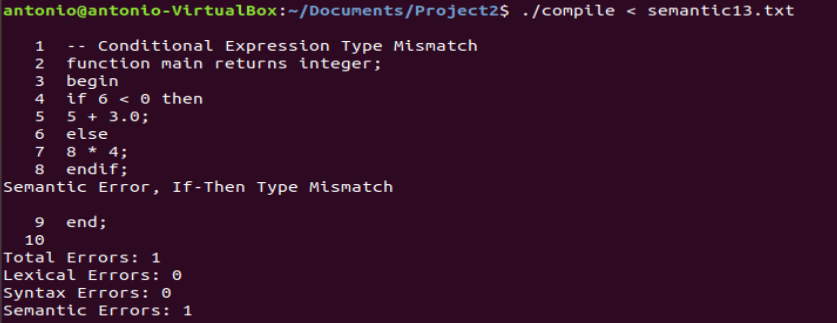 antonio@antonio-VirtualBox:~/Documents/Project2$ ./compile < semantic13.txt
1 -- Conditional Expression Type Mismatch
2 function main returns integer;
3 begin
4 if 6 < 0 then
5 5 + 3.0;
6 else
7 8 * 4;
8 endif;
Semantic Error, If-Then Type Mismatch
9 end;
10
Total Errors: 1
Lexical Errors: 0
Syntax Errors: 0
Semantic Errors: 1